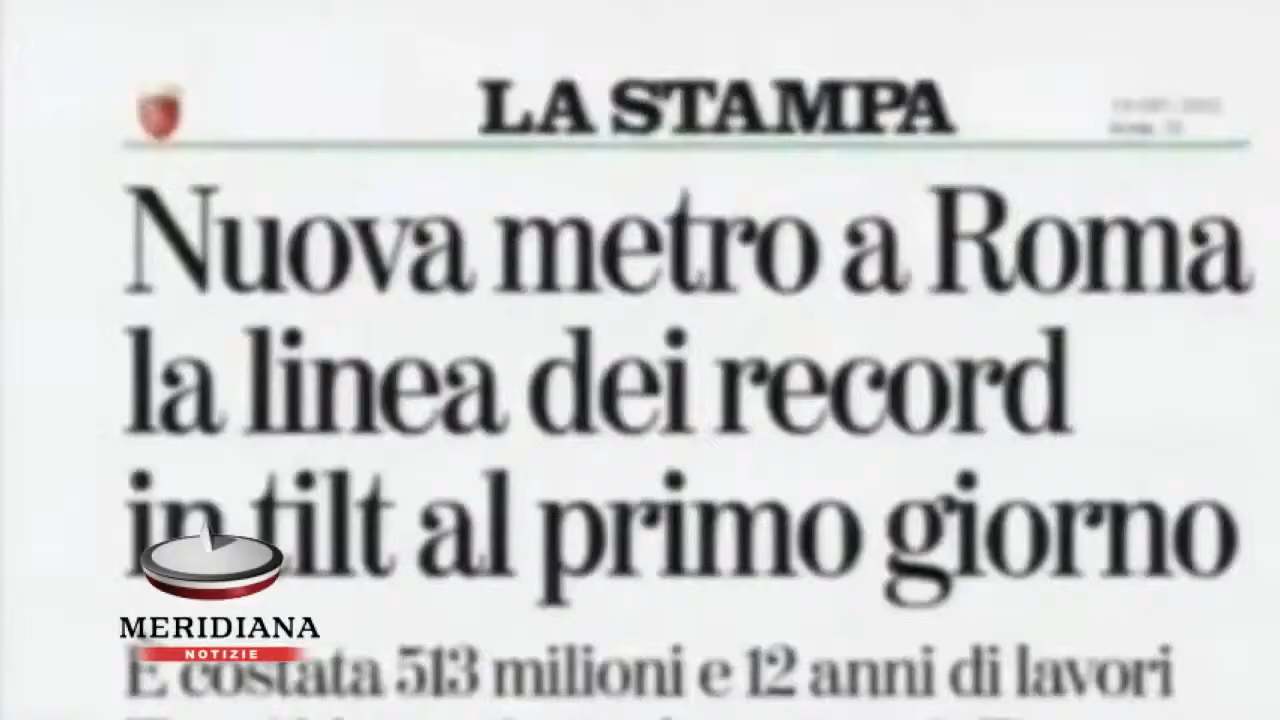 LA STAMPA
Nuova metro a Roma
la linea dei record
in tilt al primo giorno
MERIDIANA
NOTIZIE
È costata 513 milioni e 12 anni di lavori